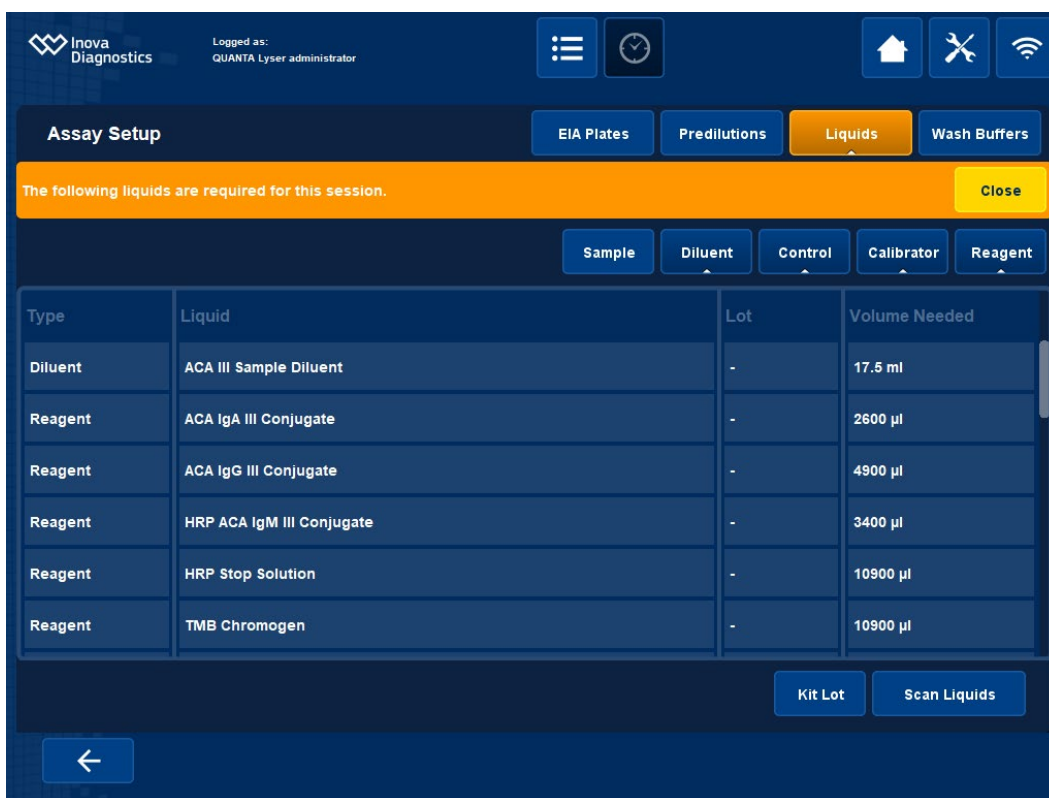 Inova
Diagnostics
Logged as:
QUANTA Lyser administrator
Assay Setup
EIA Plates
Predilutions
Liquids
Wash Buffers
The following liquids are required for this session.
Close
Sample
Diluent
Control
Calibrator
Reagent
Type Liquid Lot Volume Needed
Diluent ACA III Sample Diluent - 17.5 ml
Reagent ACA IgA III Conjugate - 2600 µl
Reagent ACA IgG III Conjugate - 4900 µl
Reagent HRP ACA IgM III Conjugate - 3400 µl
Reagent HRP Stop Solution - 10900 µl
Reagent TMB Chromogen - 10900 µl
Kit Lot
Scan Liquids